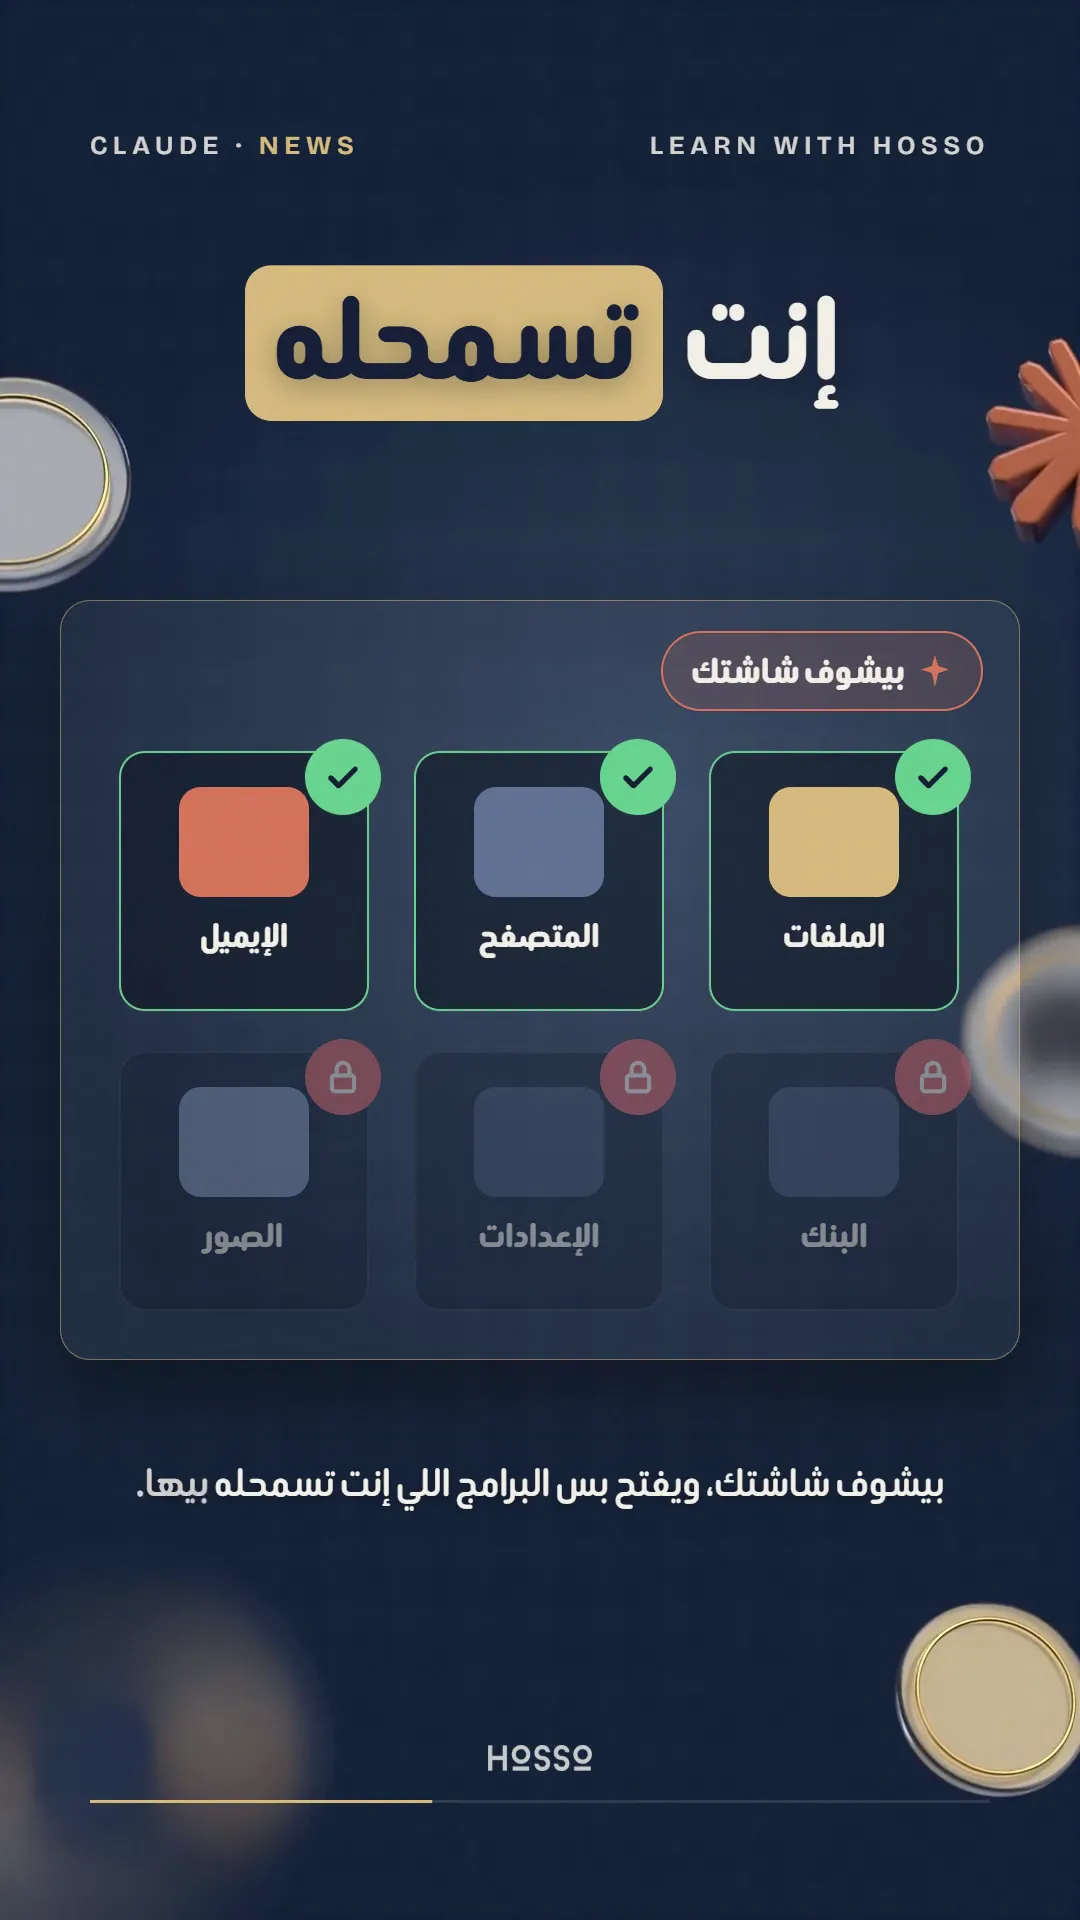 CLAUDE · NEWS
LEARN WITH HOSSO
إنت تسمحله
بيشوف شاشتك
الملفات
المتصفح
الإيميل
البنك
الإعدادات
الصور
بيشوف شاشتك، ويفتح بس البرامج اللي إنت تسمحله بيها.
HOSSO